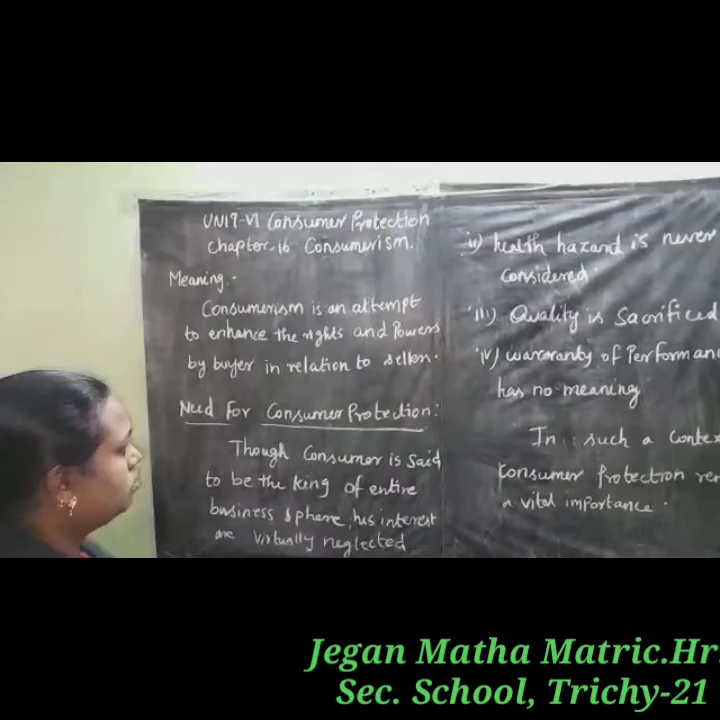 UNIT-VI Consumer Protection
Chapter-16 Consumerism.
Meaning:-
Consumerism is an attempt
to enhance the rights and Powers
by buyer in relation to sellers.
Need For Consumer Protection:
Though Consumer is Said
to be the king of entire
business sphere, his interest
are virtually neglected
ii) health hazard is never
considered.
iii) Quality is Sacrificed
iv) warranty of Performan
has no meaning
In such a contex
Consumer Protection
a vital importance.
Jegan Matha Matric.Hr.
Sec. School, Trichy-21